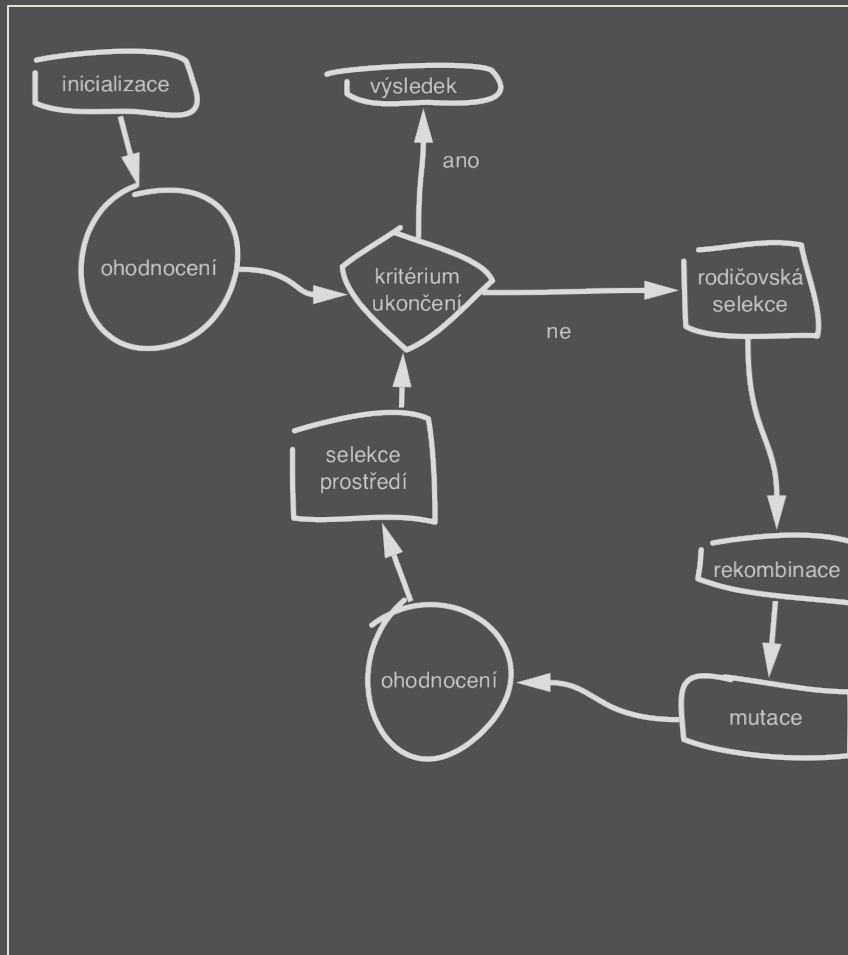 inicializace
výsledek
ano
ohodnocení
kritérium
ukončení
ne
rodičovská
selekce
selekce
prostředí
rekombinace
ohodnocení
mutace